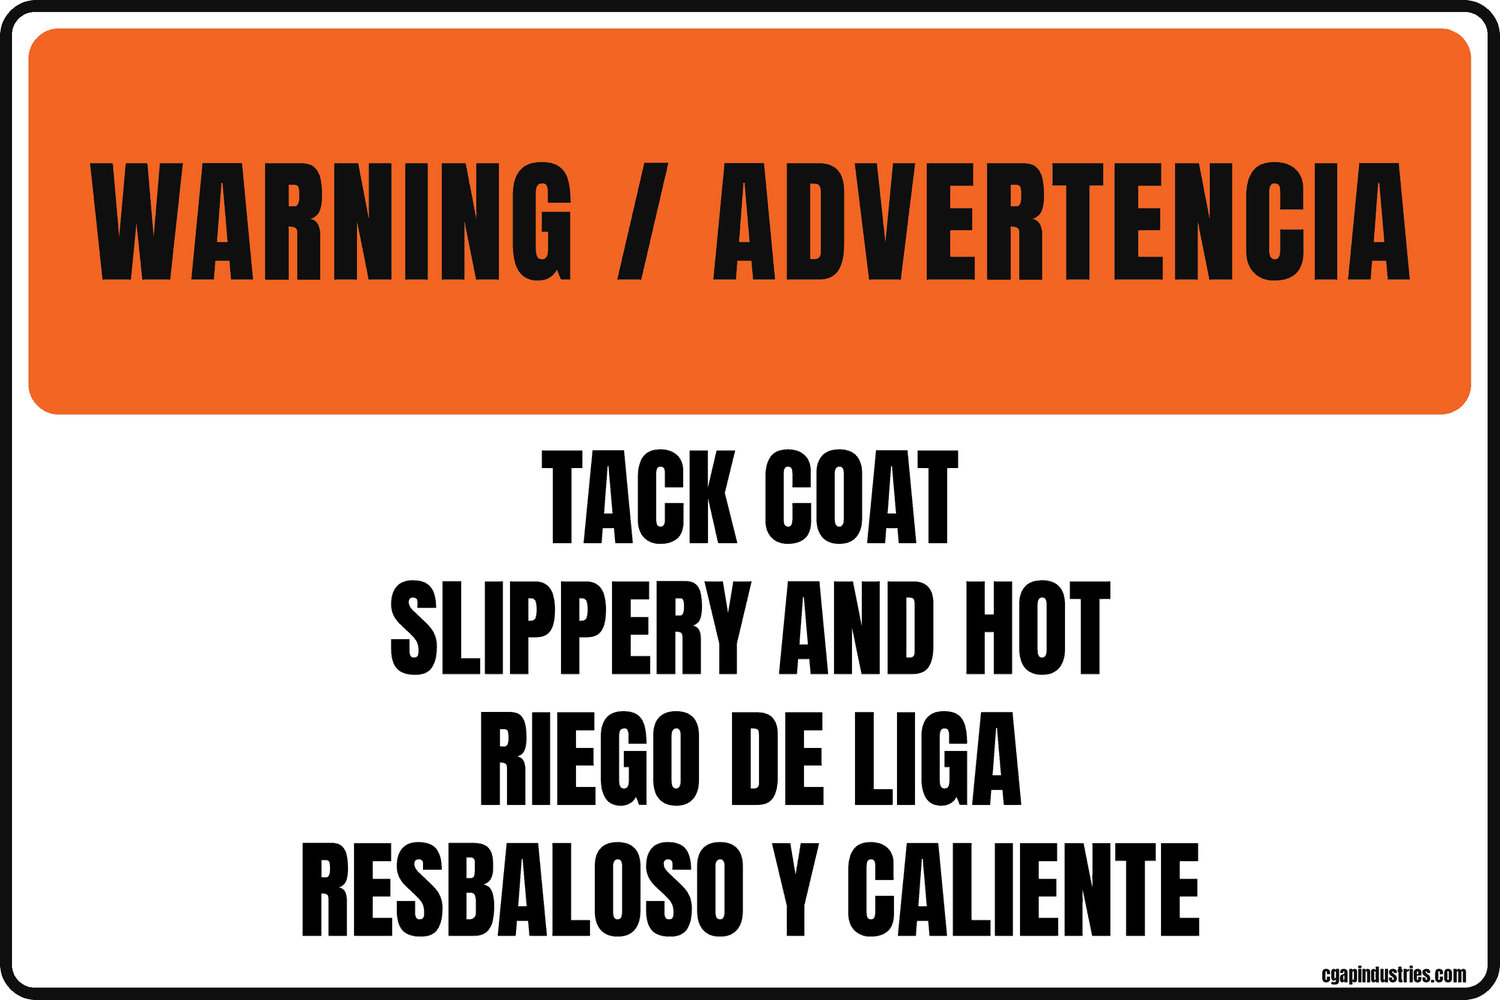 WARNING / ADVERTENCIA
TACK COAT
SLIPPERY AND HOT
RIEGO DE LIGA
RESBALOSO Y CALIENTE
cgapindustries.com